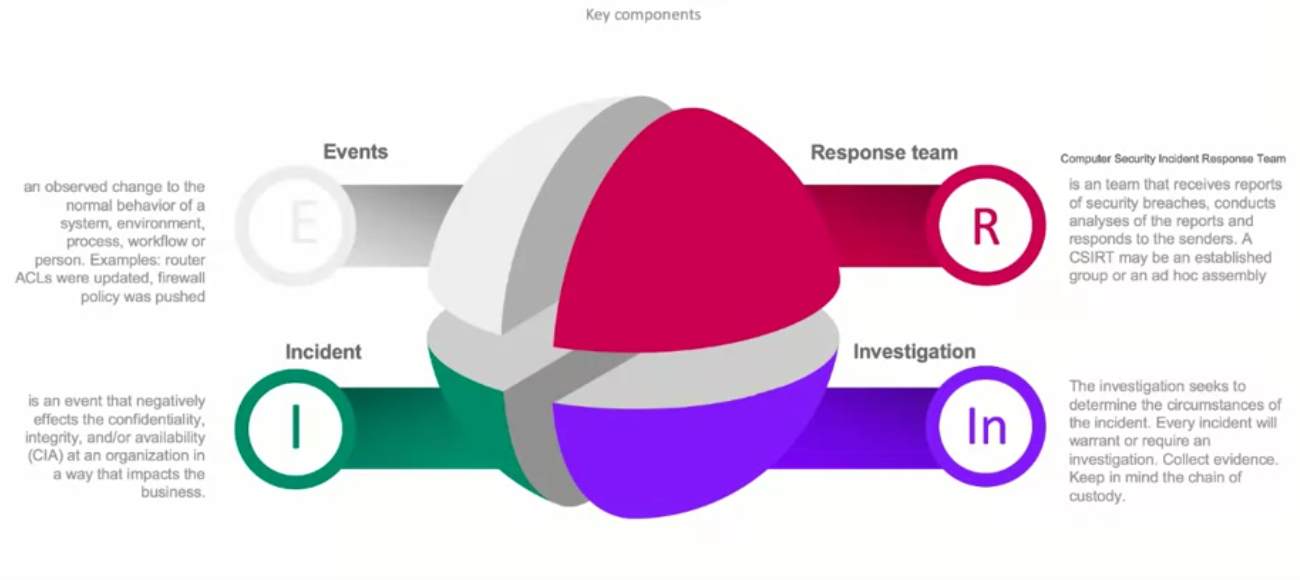 Key components
Events
E
an observed change to the
normal behavior of a
system, environment,
process, workflow or
person. Examples: router
ACLs were updated, firewall
policy was pushed
Response team
R
Computer Security Incident Response Team
is an team that receives reports
of security breaches, conducts
analyses of the reports and
responds to the senders. A
CSIRT may be an established
group or an ad hoc assembly
Incident
I
is an event that negatively
effects the confidentiality,
integrity, and/or availability
(CIA) at an organization in
a way that impacts the
business.
Investigation
In
The investigation seeks to
determine the circumstances of
the incident. Every incident will
warrant or require an
investigation. Collect evidence.
Keep in mind the chain of
custody.